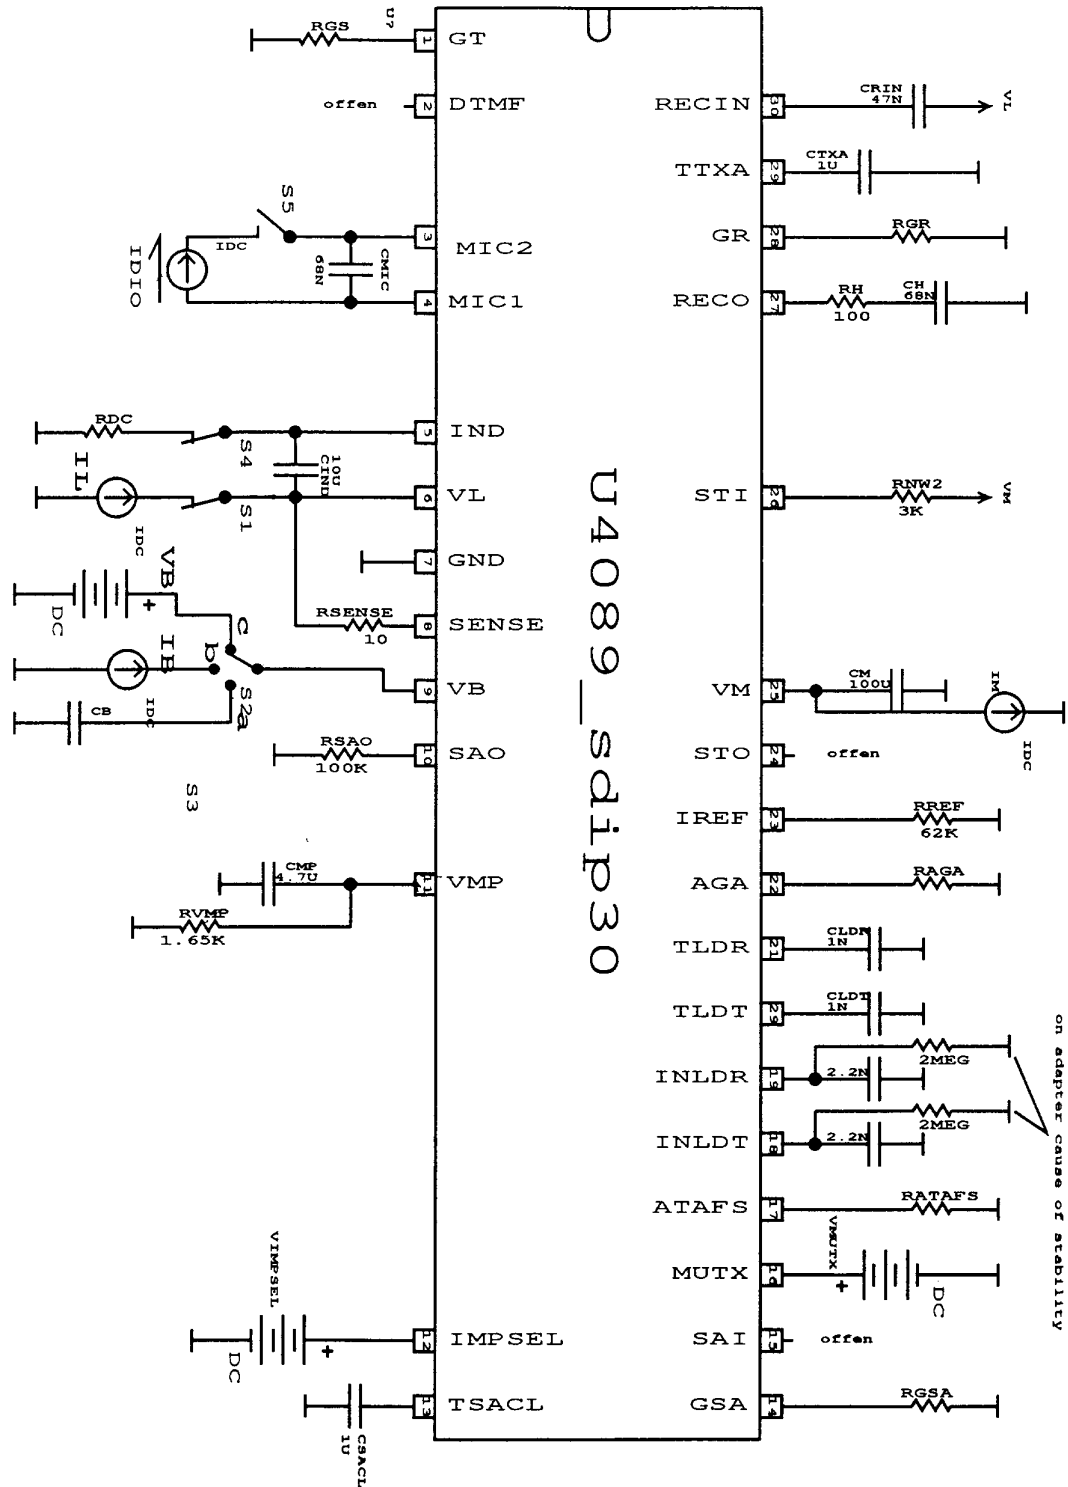 U?
RGS
1
GT
offen
2
DTMF
S5
IDC
IDIO
CMIC
68N
3
MIC2
4
MIC1
RDC
S4
10U
CIND
5
IND
IL
IDC
S1
6
VL
7
GND
RSENSE
10
8
SENSE
VB
+
DC
c
b
a
S2
IB
IDC
CB
9
VB
RSAO
100K
10
SAO
S3
CMP
4.7U
RVMP
1.65K
11
VMP
VIMPSEL
+
DC
12
IMPSEL
CSACL
1U
13
TSACL
U4089_sdip30
RECIN
30
CRIN
47N
VL
TTXA
29
CTXA
1U
GR
28
RGR
RECO
27
RH
100
CH
68N
STI
26
RNW2
3K
VM
VM
25
CM
100U
IM
IDC
STO
24
offen
IREF
23
RREF
62K
AGA
22
RAGA
TLDR
21
CLDR
1N
TLDT
29
CLDT
1N
INLDR
19
2MEG
2.2N
INLDT
18
2MEG
2.2N
on adapter cause of stability
ATAFS
17
RATAFS
MUTX
16
VMUTX
+
DC
SAI
15
offen
GSA
14
RGSA